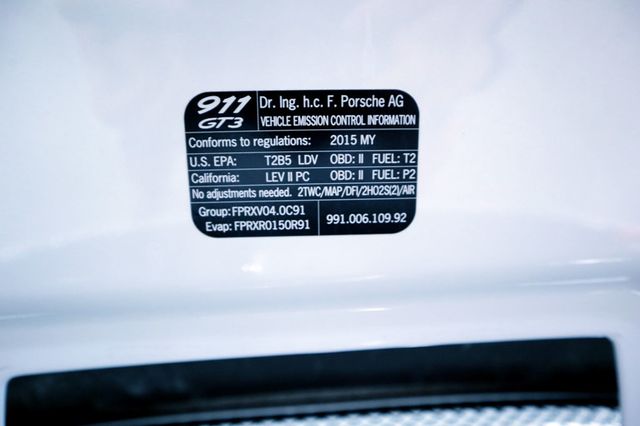 911 GT3 Dr. Ing. h.c. F. Porsche AG
VEHICLE EMISSION CONTROL INFORMATION
Conforms to regulations: 2015 MY
U.S. EPA: T2B5 LDV OBD: II FUEL: T2
California: LEV II PC OBD: II FUEL: P2
No adjustments needed. 2TWC/MAP/DFI/2HO2S(2)/AIR
Group: FPRXV04.0C91
Evap: FPRXR0150R91
991.006.109.92